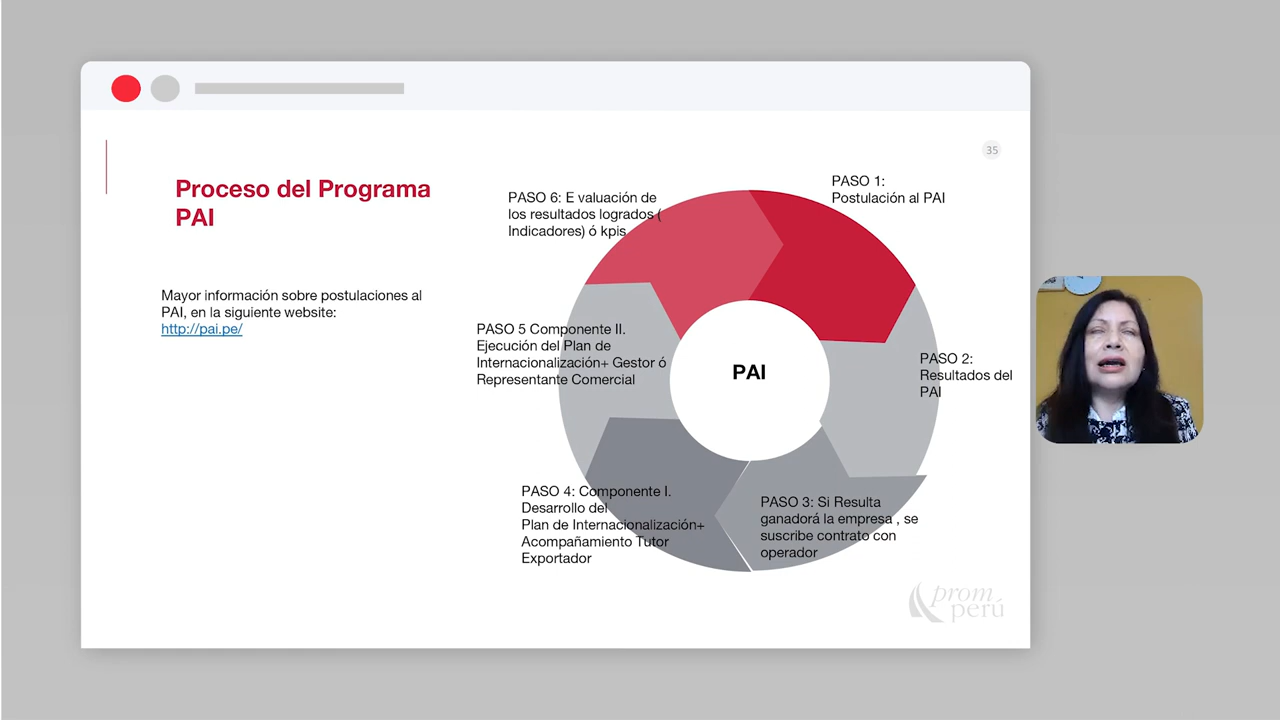 35
Proceso del Programa
PAI
Mayor información sobre postulaciones al
PAI, en la siguiente website:
http://pai.pe/
PASO 1:
Postulación al PAI
PASO 2:
Resultados del
PAI
PASO 3: Si Resulta
ganadorá la empresa , se
suscribe contrato con
operador
PASO 4: Componente I.
Desarrollo del
Plan de Internacionalización+
Acompañamiento Tutor
Exportador
PASO 5 Componente II.
Ejecución del Plan de
Internacionalización+ Gestor ó
Representante Comercial
PASO 6: E valuación de
los resultados logrados (
Indicadores) ó kpis
PAI
prom
perú